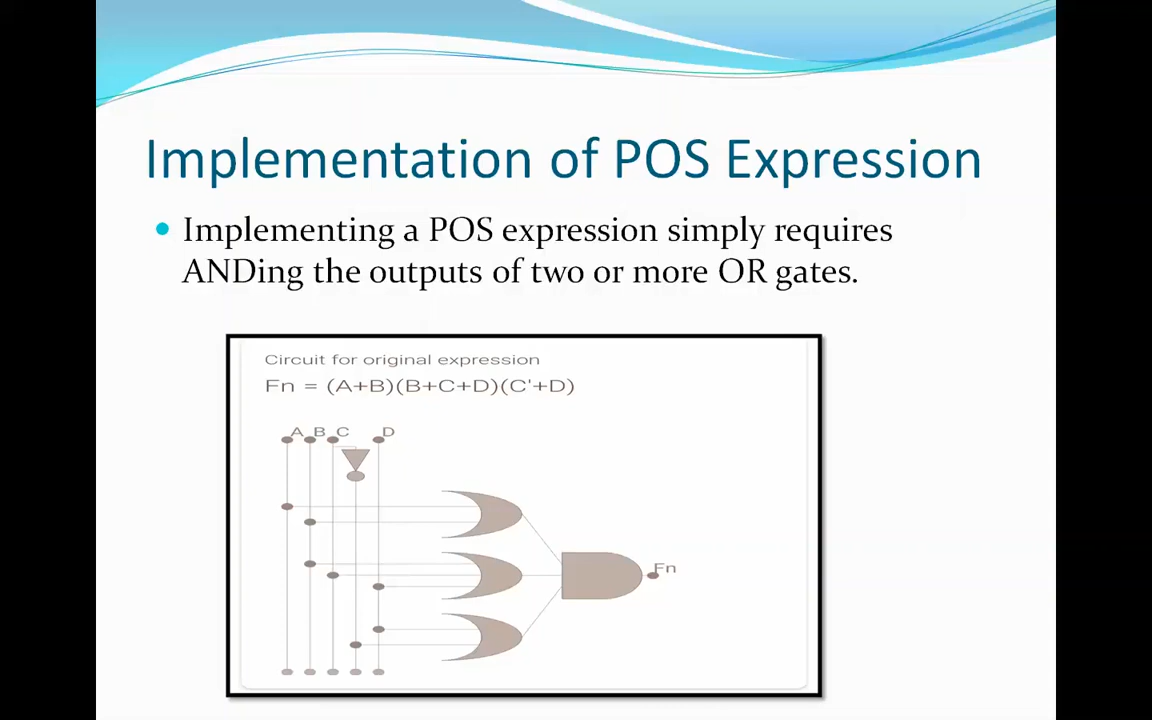 Implementation of POS Expression
Implementing a POS expression simply requires
ANDing the outputs of two or more OR gates.
Circuit for original expression
Fn = (A+B)(B+C+D)(C'+D)
A B C D
Fn